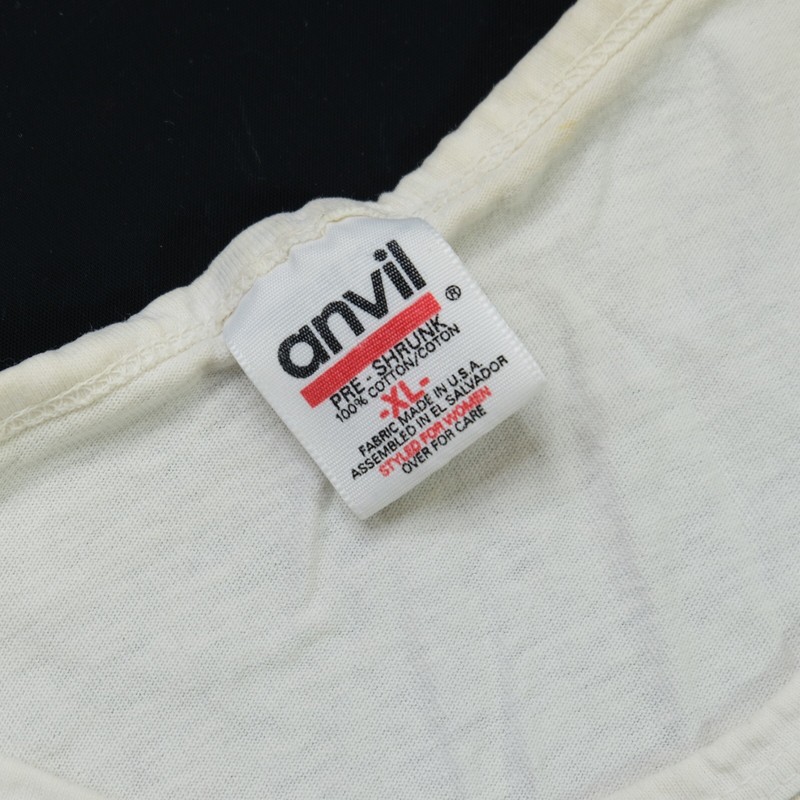 anvil®
PRE-SHRUNK
100% COTTON/COTON
-XL-
FABRIC MADE IN U.S.A.
ASSEMBLED IN EL SALVADOR
STYLED FOR WOMEN
OVER FOR CARE